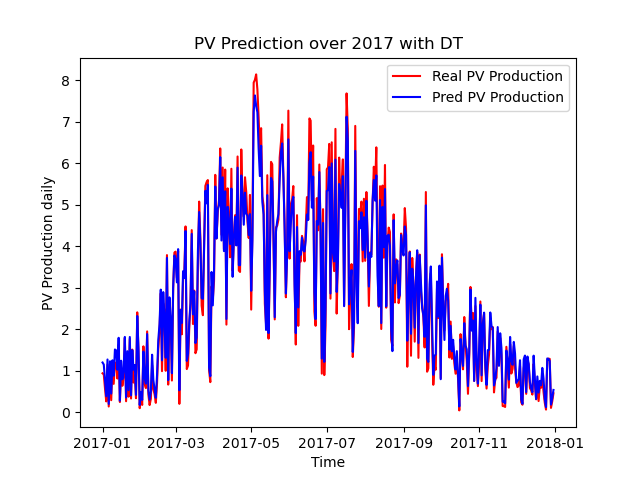 PV Prediction over 2017 with DT
Real PV Production
Pred PV Production
PV Production daily
8
7
6
5
4
3
2
1
0
2017-01 2017-03 2017-05 2017-07 2017-09 2017-11 2018-01
Time